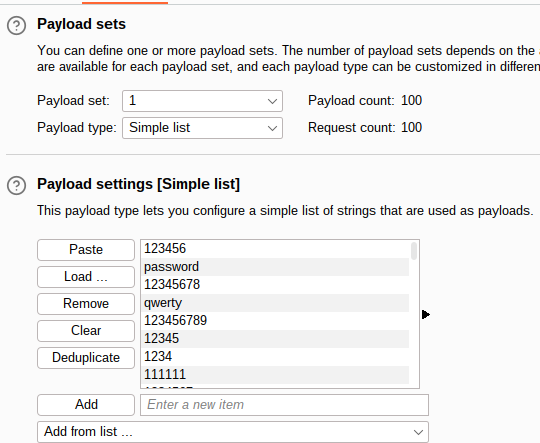 Payload sets
You can define one or more payload sets. The number of payload sets depends on the
are available for each payload set, and each payload type can be customized in differen
Payload set: 1 Payload count: 100
Payload type: Simple list Request count: 100
Payload settings [Simple list]
This payload type lets you configure a simple list of strings that are used as payloads.
Paste
Load ...
Remove
Clear
Deduplicate
123456
password
12345678
qwerty
123456789
12345
1234
111111
Add Enter a new item
Add from list ...